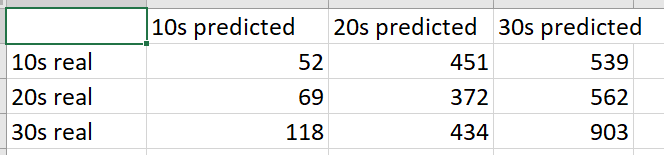 10s predicted 20s predicted 30s predicted
10s real 52 451 539
20s real 69 372 562
30s real 118 434 903